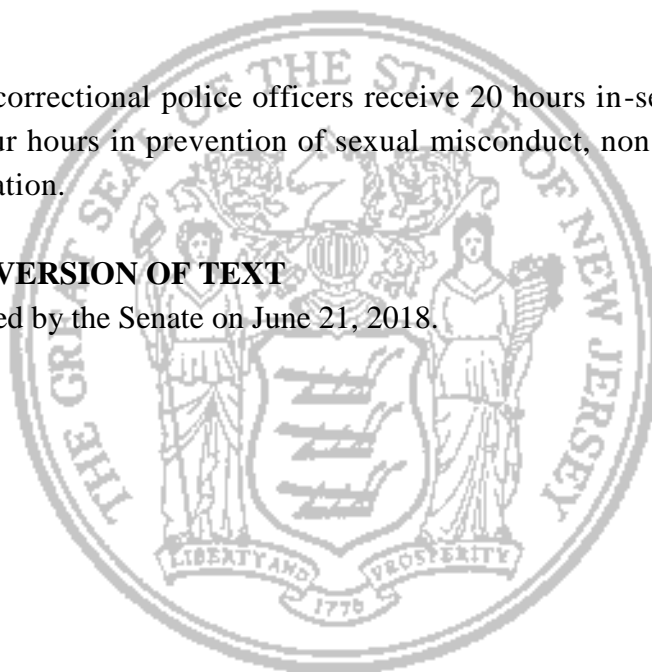 correctional police officers receive 20 hours in-se
ur hours in prevention of sexual misconduct, non
ation.
VERSION OF TEXT
ed by the Senate on June 21, 2018.
THE GREAT SEAL OF THE STATE OF NEW JERSEY
LIBERTY AND PROSPERITY
1776